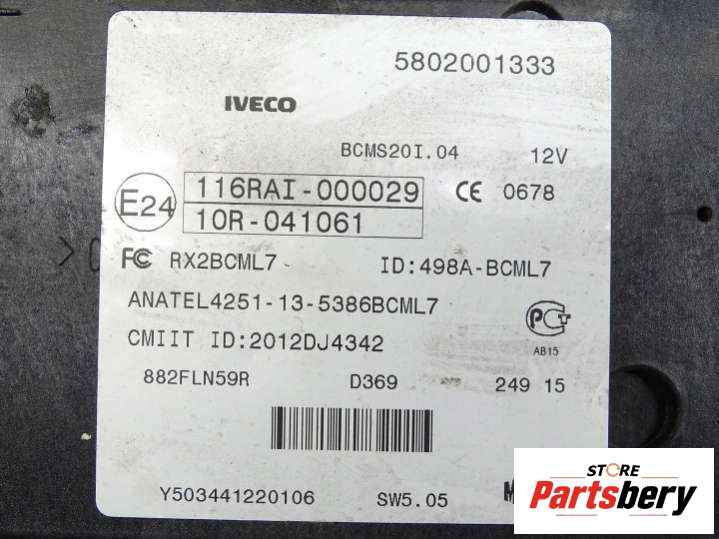 5802001333
IVECO
BCMS20I.04 12V
E24 116RAI-000029 CE 0678
10R-041061
FC RX2BCML7 ID:498A-BCML7
ANATEL4251-13-5386BCML7
CMIIT ID:2012DJ4342
AB15
882FLN59R D369 249 15
Y503441220106 SW5.05
STORE
Partsbery